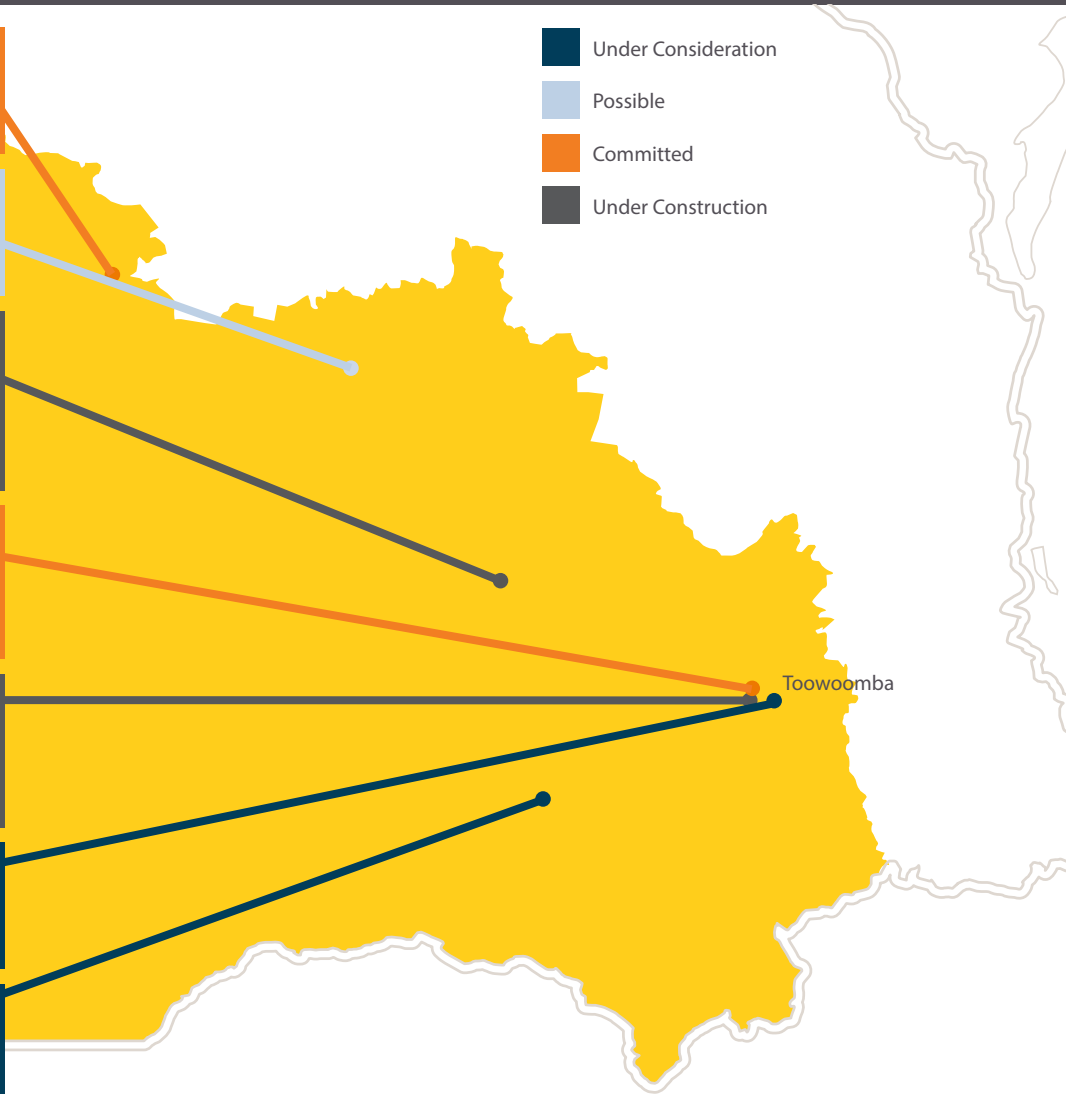 Under Consideration
Possible
Committed
Under Construction
Toowoomba